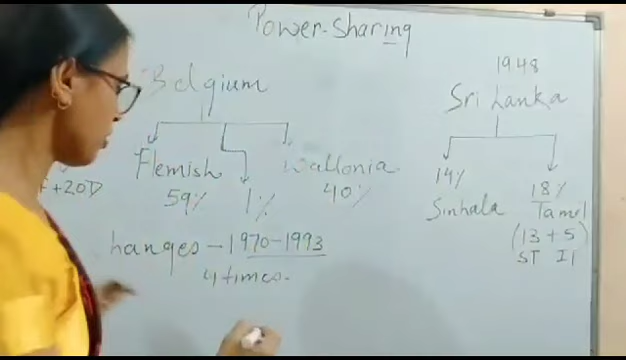 Power-Sharing
1948
Belgium
Sri Lanka
Flemish
Wallonia
59%
1%
40%
14%
Sinhala
18%
Tamil
(13+5)
ST IT
+20D
hanges - 1970-1993
4 times.